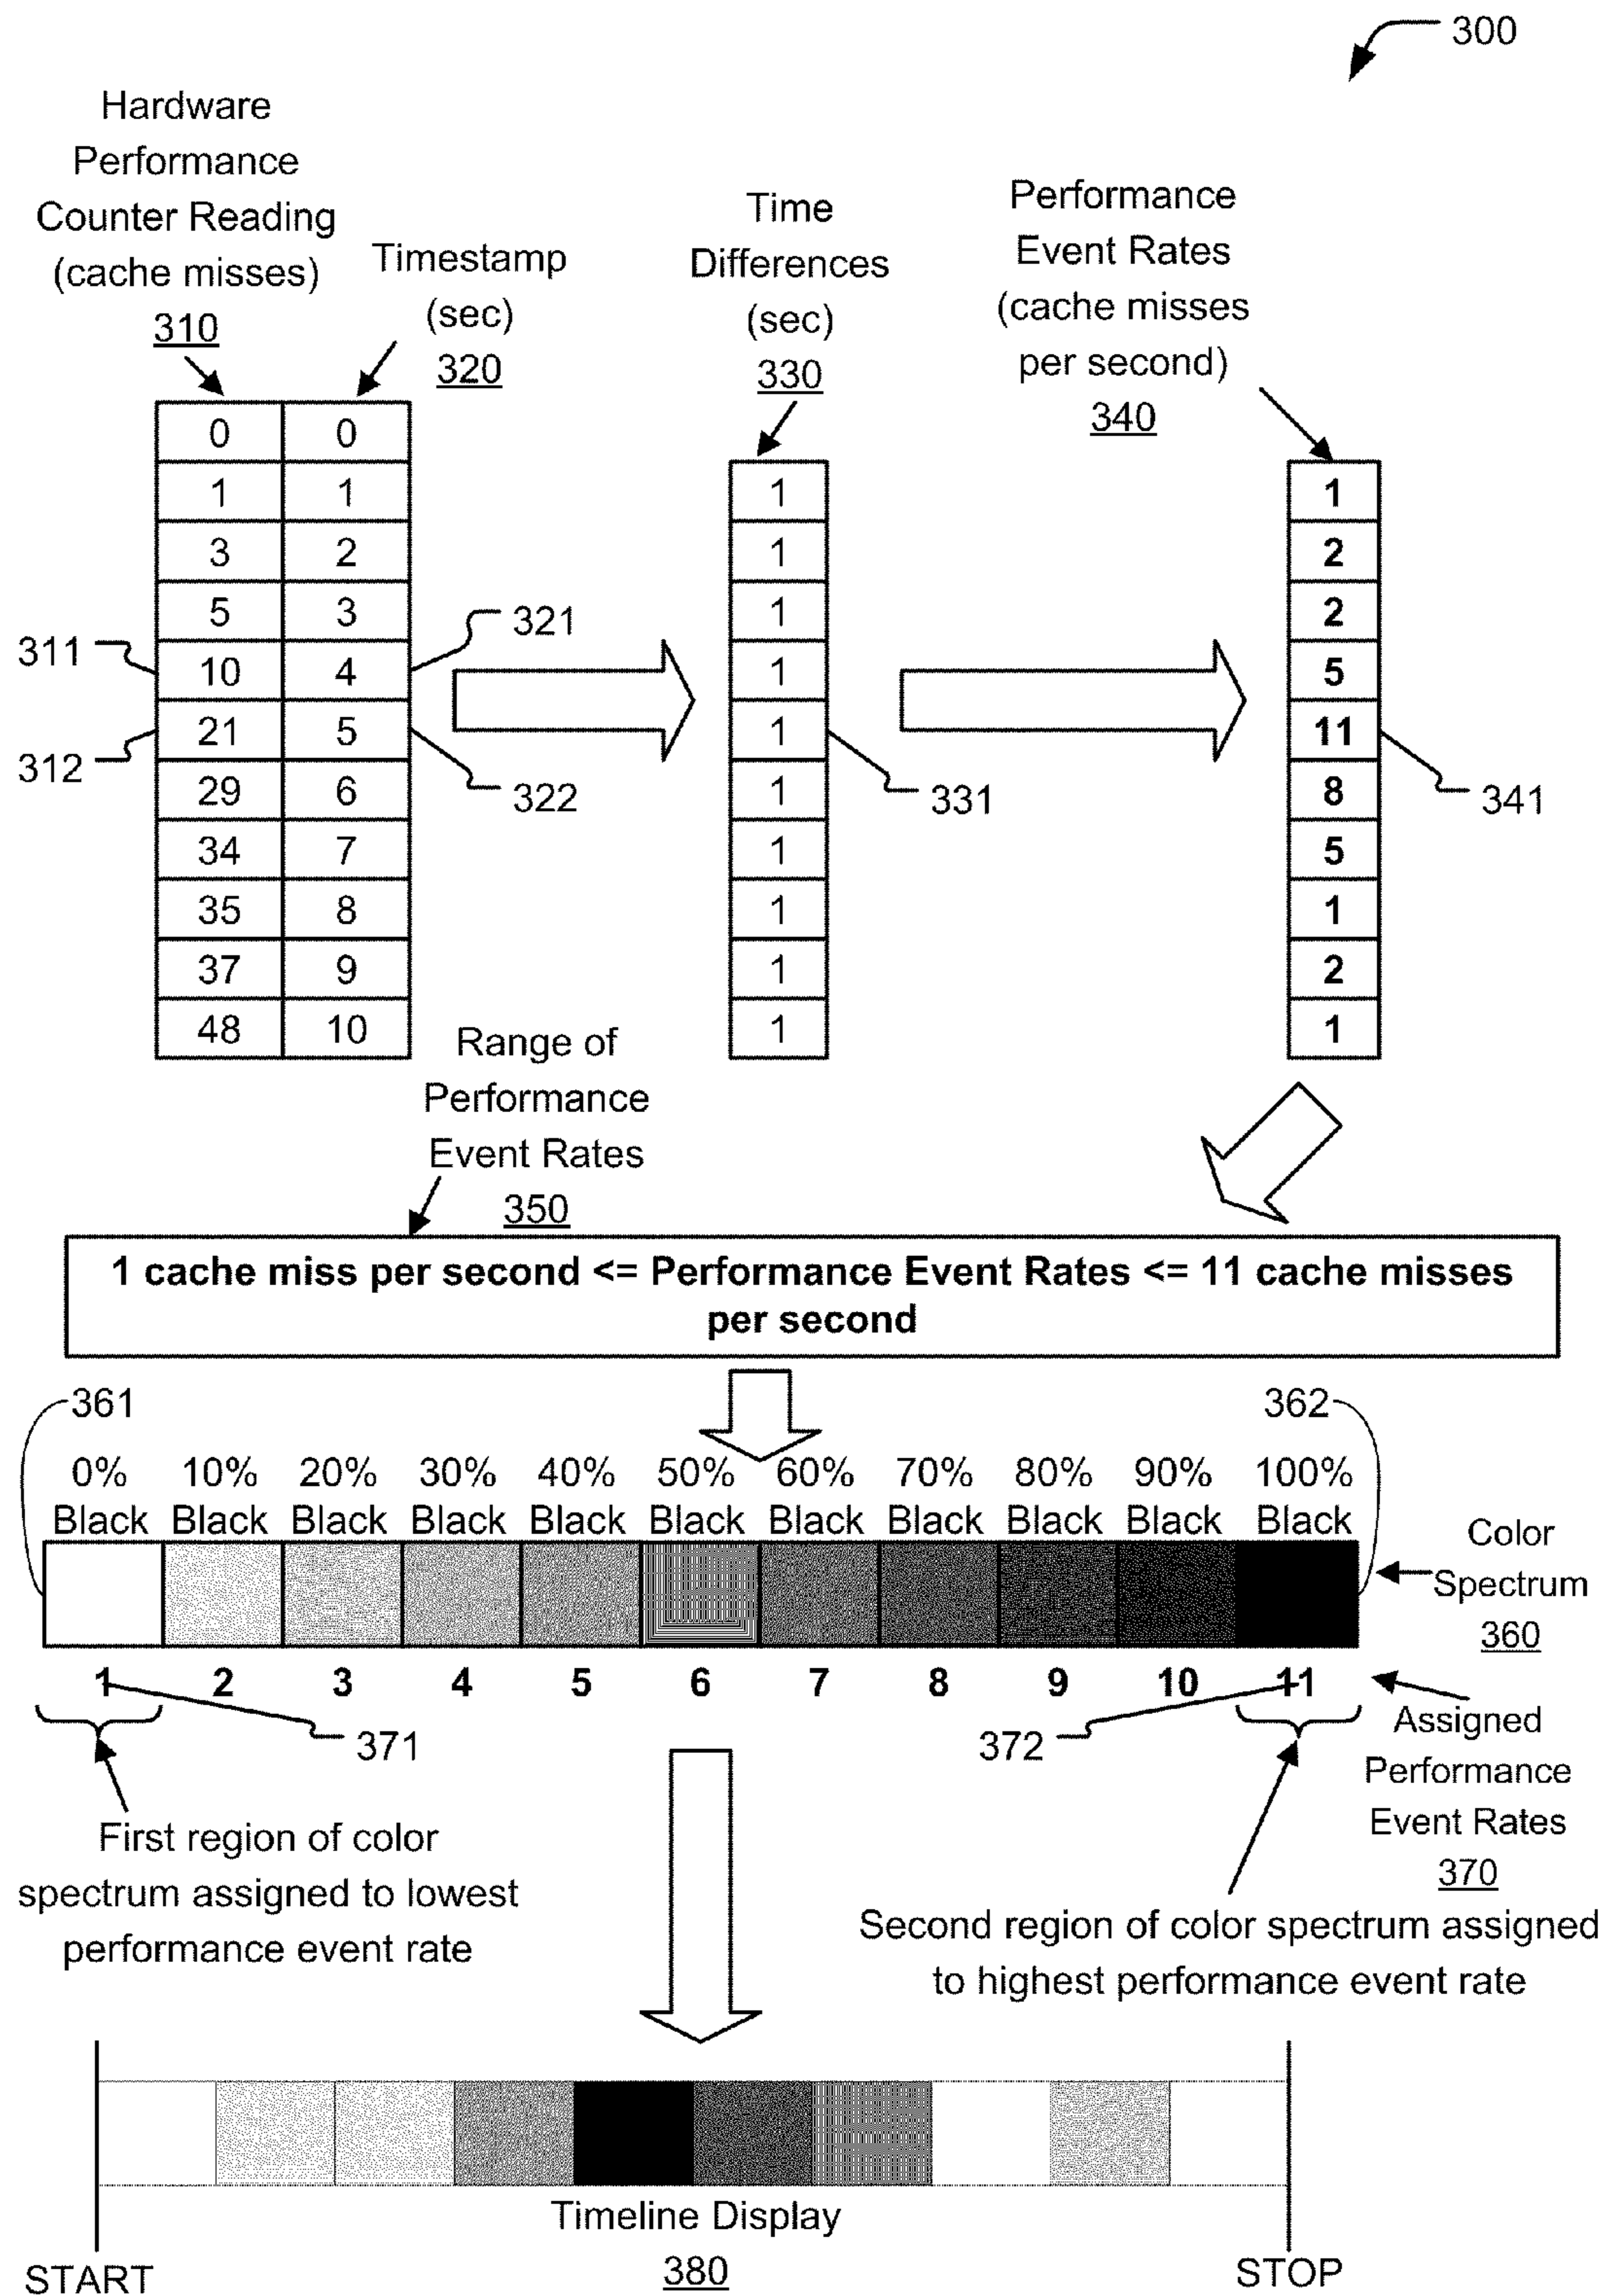 300
Hardware
Performance
Counter Reading
(cache misses)
310
Timestamp
(sec)
320
Time
Differences
(sec)
330
Performance
Event Rates
(cache misses
per second)
340
0 0
1 1 1 1
3 2 1 2
5 3 1 2
311 10 4 321 1 5
312 21 5 322 1 331 11 341
29 6 1 8
34 7 1 5
35 8 1 1
37 9 1 2
48 10 1 1
Range of
Performance
Event Rates
350
1 cache miss per second <= Performance Event Rates <= 11 cache misses
per second
361 362
0% 10% 20% 30% 40% 50% 60% 70% 80% 90% 100%
Black Black Black Black Black Black Black Black Black Black Black
Color
Spectrum
360
1 2 3 4 5 6 7 8 9 10 11
371 372
Assigned
Performance
Event Rates
370
First region of color
spectrum assigned to lowest
performance event rate
Second region of color spectrum assigned
to highest performance event rate
Timeline Display
380
START STOP